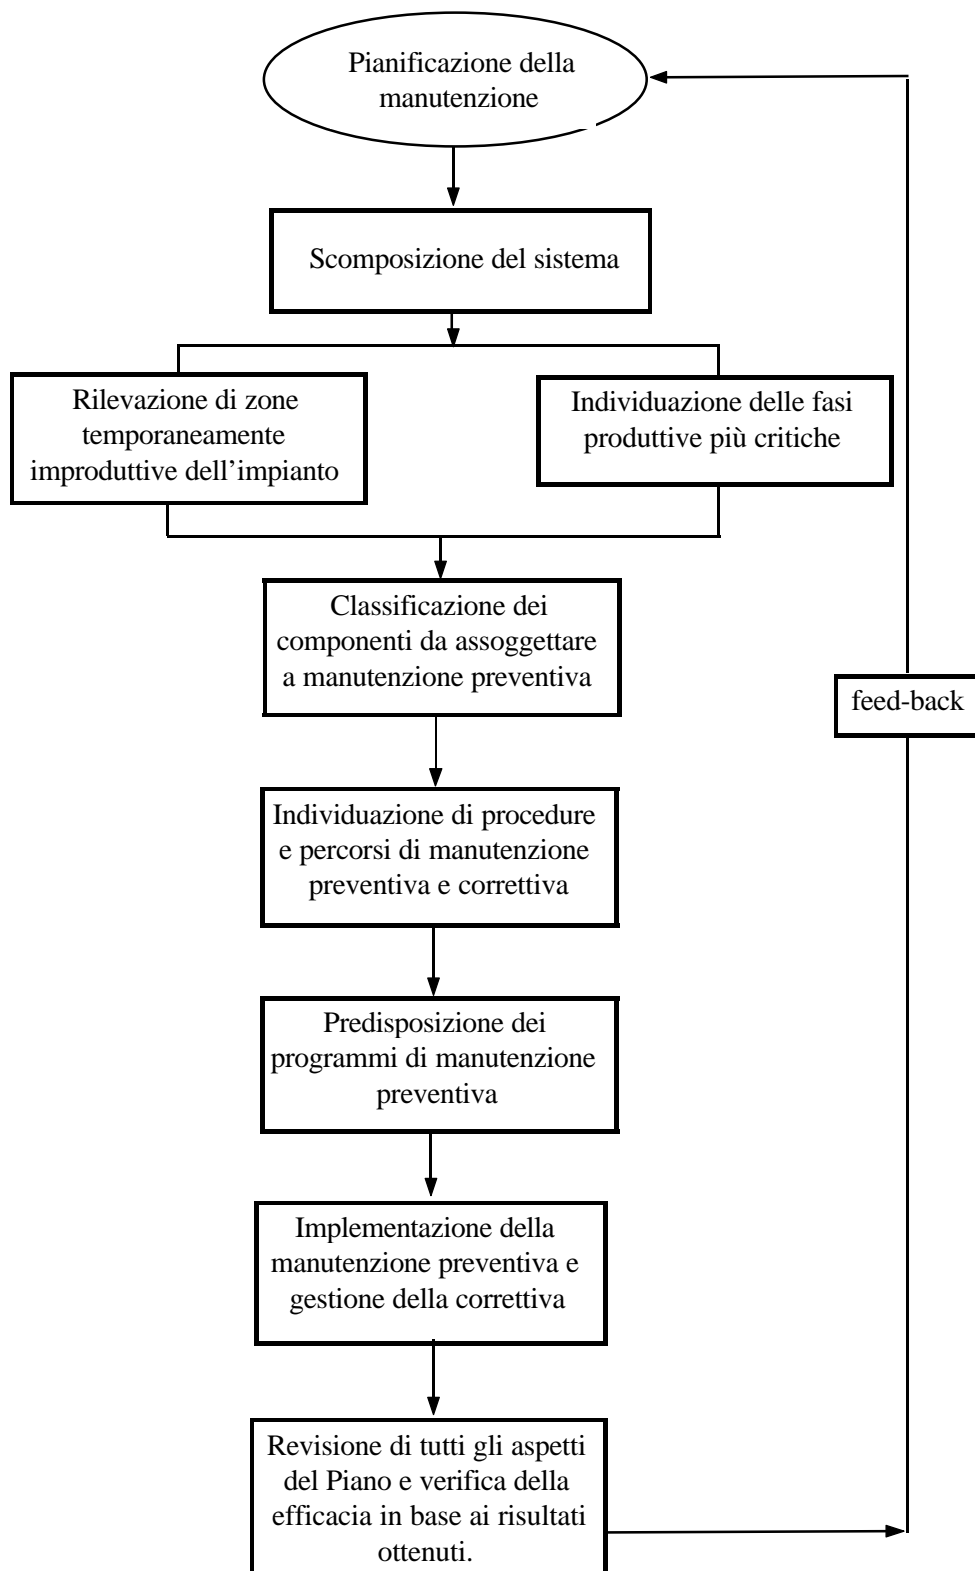 Pianificazione della
manutenzione
Scomposizione del sistema
Rilevazione di zone
temporaneamente
improduttive dell’impianto
Individuazione delle fasi
produttive più critiche
Classificazione dei
componenti da assoggettare
a manutenzione preventiva
feed-back
Individuazione di procedure
e percorsi di manutenzione
preventiva e correttiva
Predisposizione dei
programmi di manutenzione
preventiva
Implementazione della
manutenzione preventiva e
gestione della correttiva
Revisione di tutti gli aspetti
del Piano e verifica della
efficacia in base ai risultati
ottenuti.